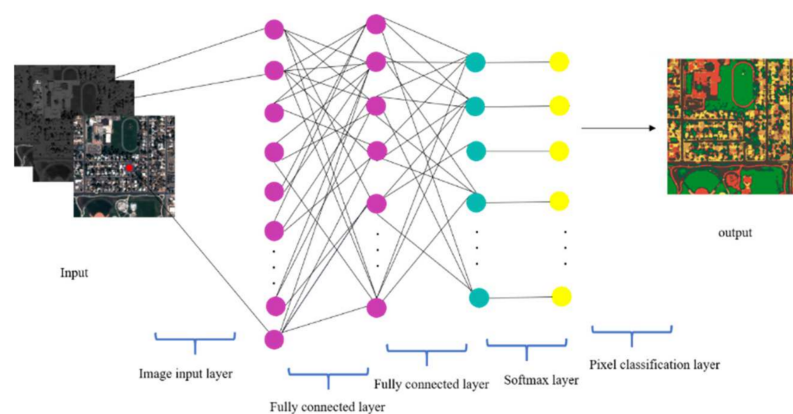 Input
output
Image input layer
Fully connected layer
Fully connected layer
Softmax layer
Pixel classification layer